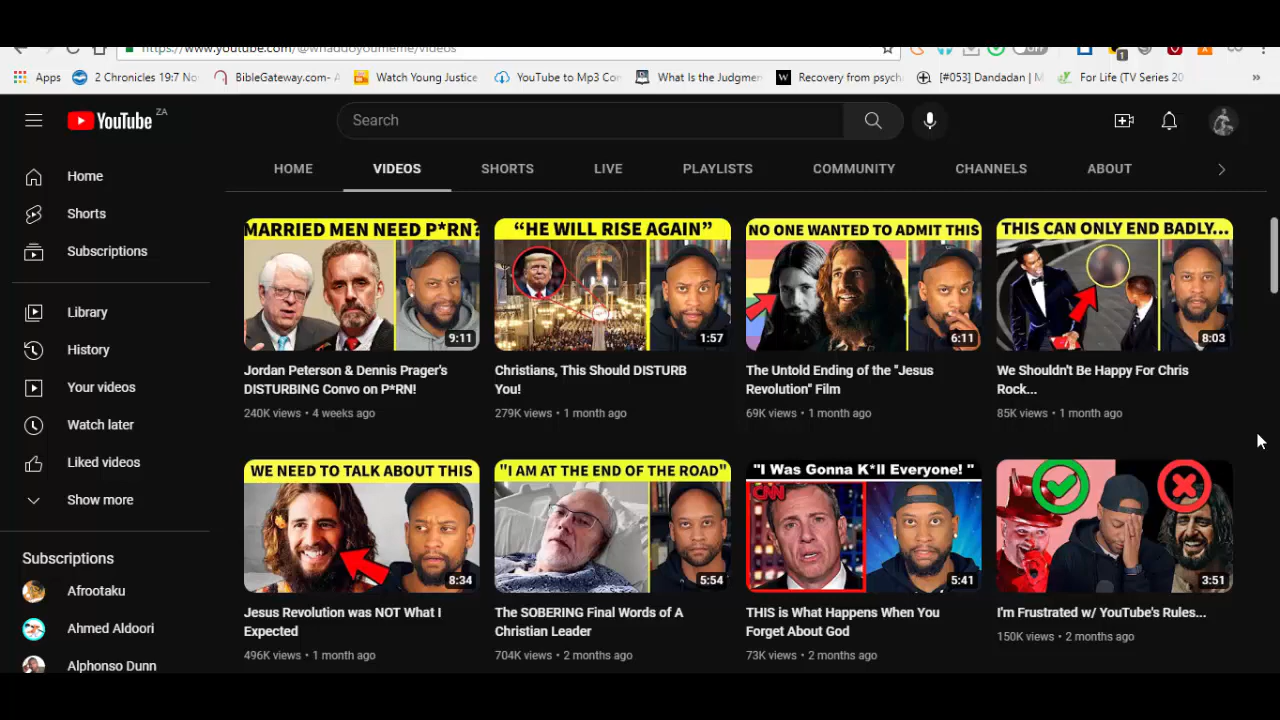 https://www.youtube.com/@whaddoyoumeme/videos
1
Apps
2 Chronicles 19:7 No
BibleGateway.com- A
Watch Young Justice
YouTube to Mp3 Con
What Is the Judgmen
W Recovery from psych
[#053] Dandadan | M
For Life (TV Series 20
»
YouTube ZA
Search
HOME
VIDEOS
SHORTS
LIVE
PLAYLISTS
COMMUNITY
CHANNELS
ABOUT
Home
Shorts
Subscriptions
Library
History
Your videos
Watch later
Liked videos
Show more
Subscriptions
Afrootaku
Ahmed Aldoori
Alphonso Dunn
MARRIED MEN NEED P*RN?
9:11
Jordan Peterson & Dennis Prager's
DISTURBING Convo on P*RN!
240K views • 4 weeks ago
“HE WILL RISE AGAIN”
1:57
Christians, This Should DISTURB
You!
279K views • 1 month ago
NO ONE WANTED TO ADMIT THIS
6:11
The Untold Ending of the "Jesus
Revolution" Film
69K views • 1 month ago
THIS CAN ONLY END BADLY...
8:03
We Shouldn't Be Happy For Chris
Rock...
85K views • 1 month ago
WE NEED TO TALK ABOUT THIS
8:34
Jesus Revolution was NOT What I
Expected
496K views • 1 month ago
"I AM AT THE END OF THE ROAD"
5:54
The SOBERING Final Words of A
Christian Leader
704K views • 2 months ago
"I Was Gonna K*ll Everyone! "
CNN
5:41
THIS is What Happens When You
Forget About God
73K views • 2 months ago
3:51
I'm Frustrated w/ YouTube's Rules...
150K views • 2 months ago